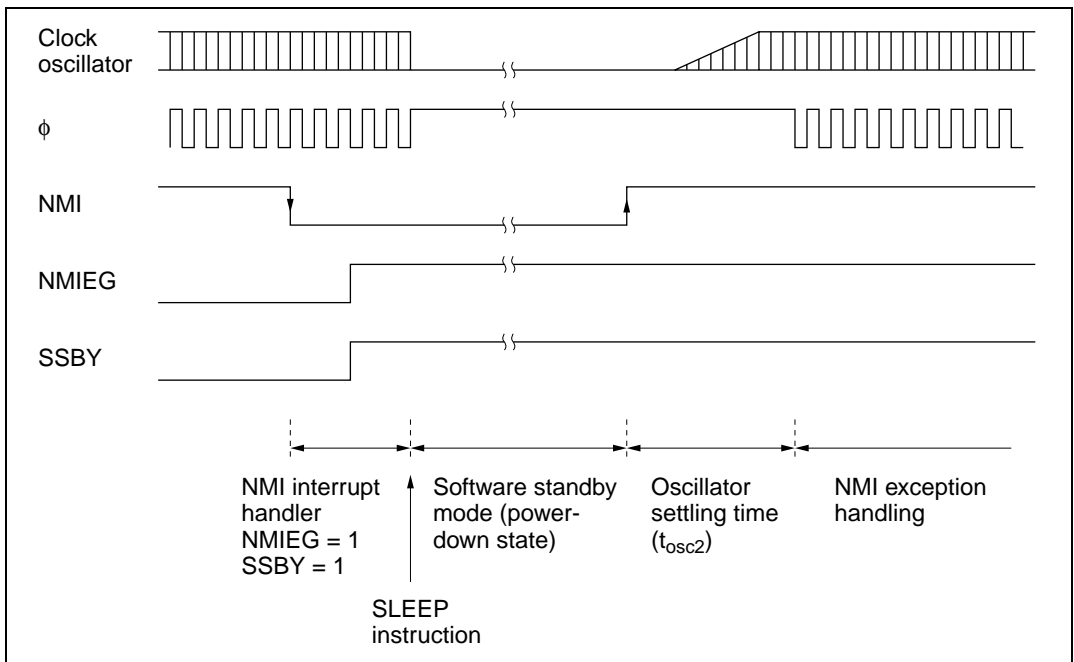 Clock
oscillator
ϕ
NMI
NMIEG
SSBY
NMI interrupt
handler
NMIEG = 1
SSBY = 1
Software standby
mode (power-
down state)
Oscillator
settling time
(tosc2)
NMI exception
handling
SLEEP
instruction